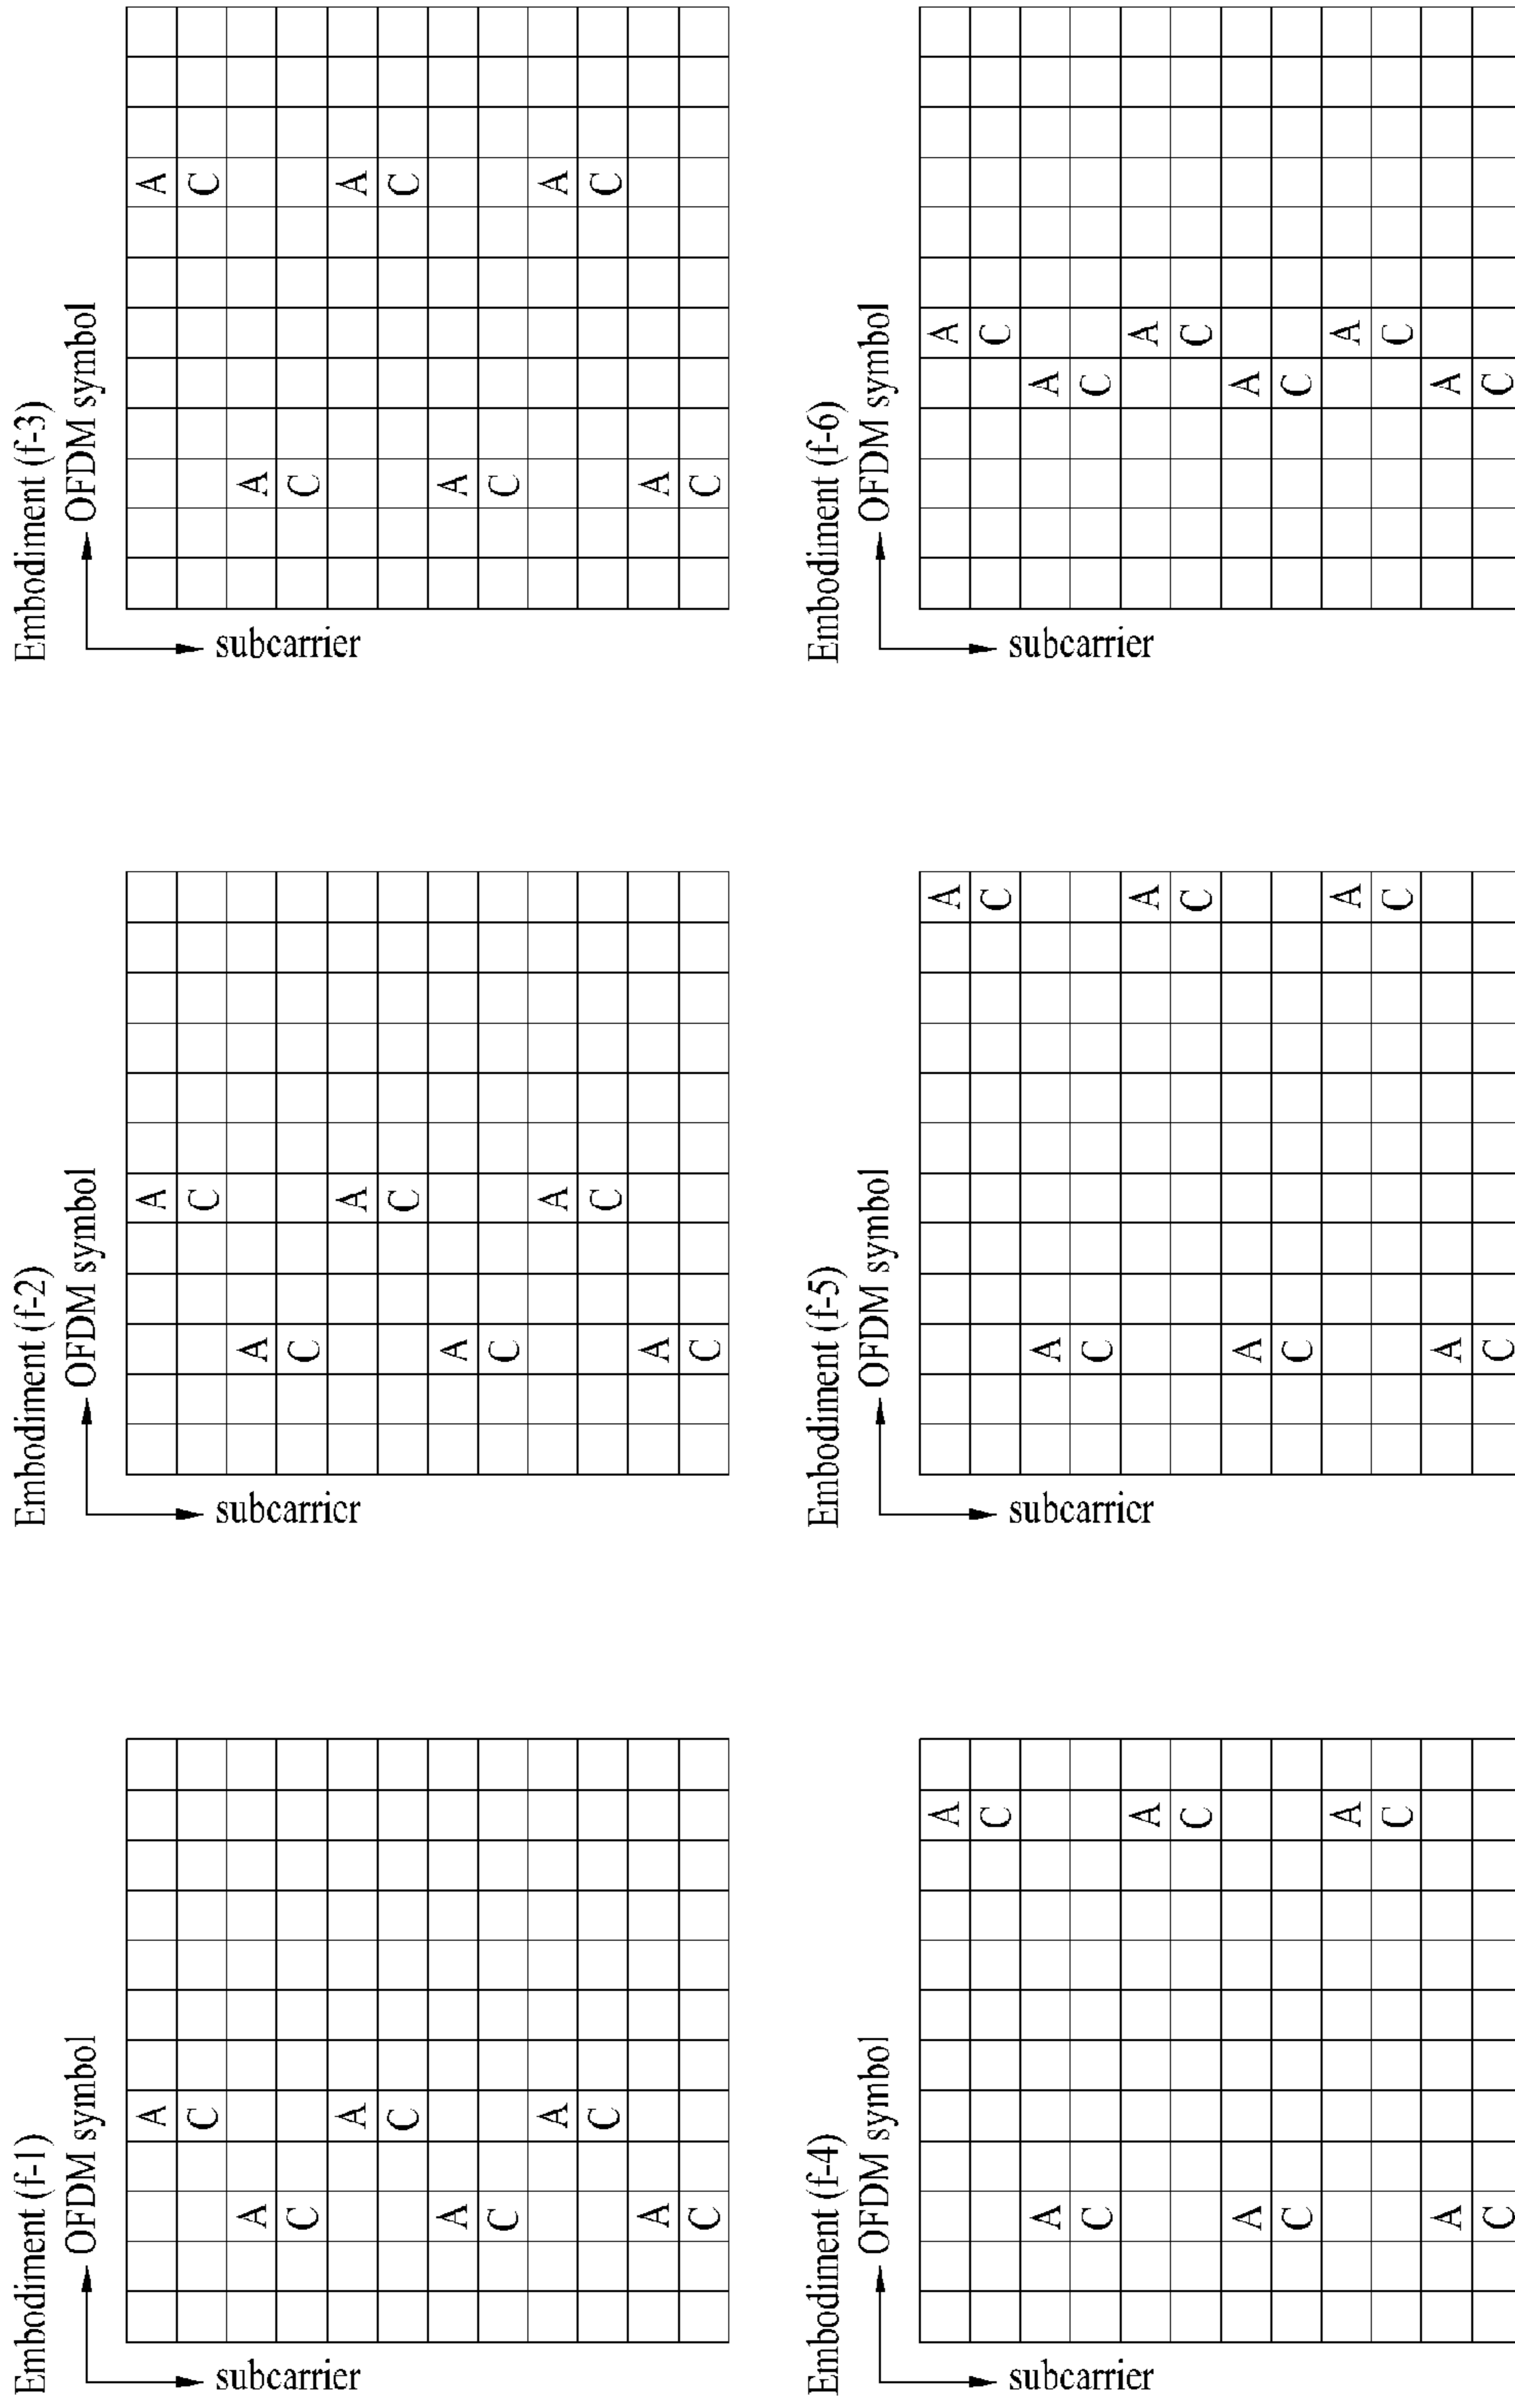 Embodiment (f-1)
OFDM symbol
subcarrier
A
C
A
C
A
C
A
C
A
C
A
C
Embodiment (f-2)
OFDM symbol
subcarrier
A
C
A
C
A
C
A
C
A
C
A
C
Embodiment (f-3)
OFDM symbol
subcarrier
A
C
A
C
A
C
A
C
A
C
A
C
Embodiment (f-4)
OFDM symbol
subcarrier
A
C
A
C
A
C
A
C
A
C
A
C
Embodiment (f-5)
OFDM symbol
subcarrier
A
C
A
C
A
C
A
C
A
C
A
C
Embodiment (f-6)
OFDM symbol
subcarrier
A
C
A
C
A
C
A
C
A
C
A
C